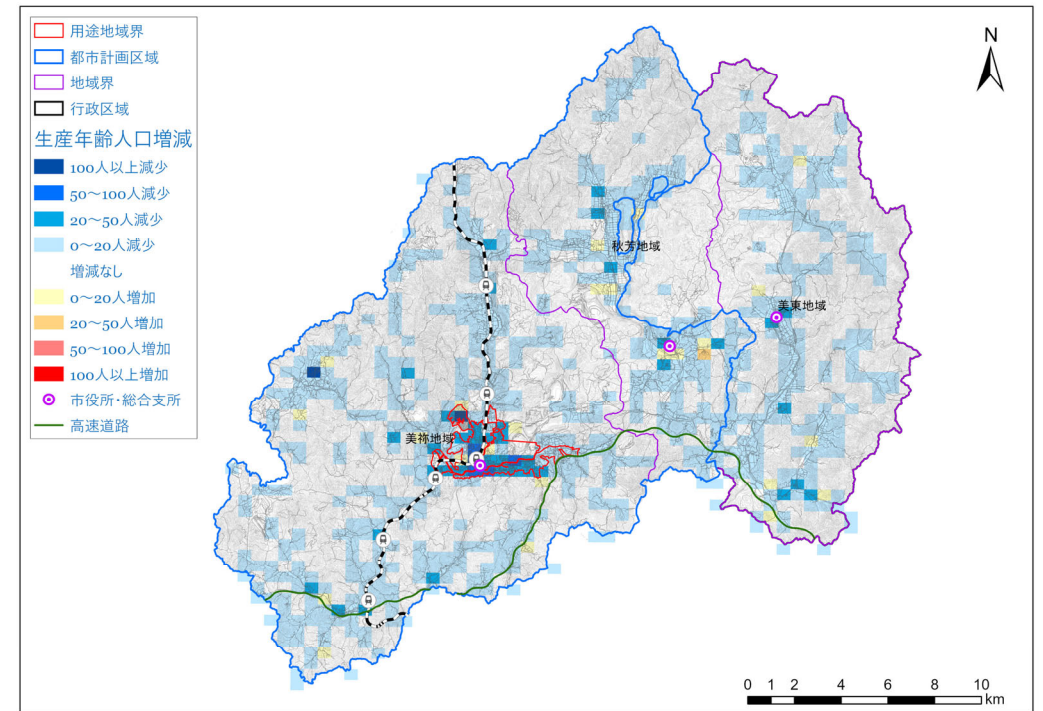 用途地域界
都市計画区域
地域界
行政区域
生産年齢人口増減
100人以上減少
50～100人減少
20～50人減少
0～20人減少
増減なし
0～20人増加
20～50人増加
50～100人増加
100人以上増加
市役所・総合支所
高速道路
N
秋芳地域
美東地域
美祢地域
0 1 2 4 6 8 10
km